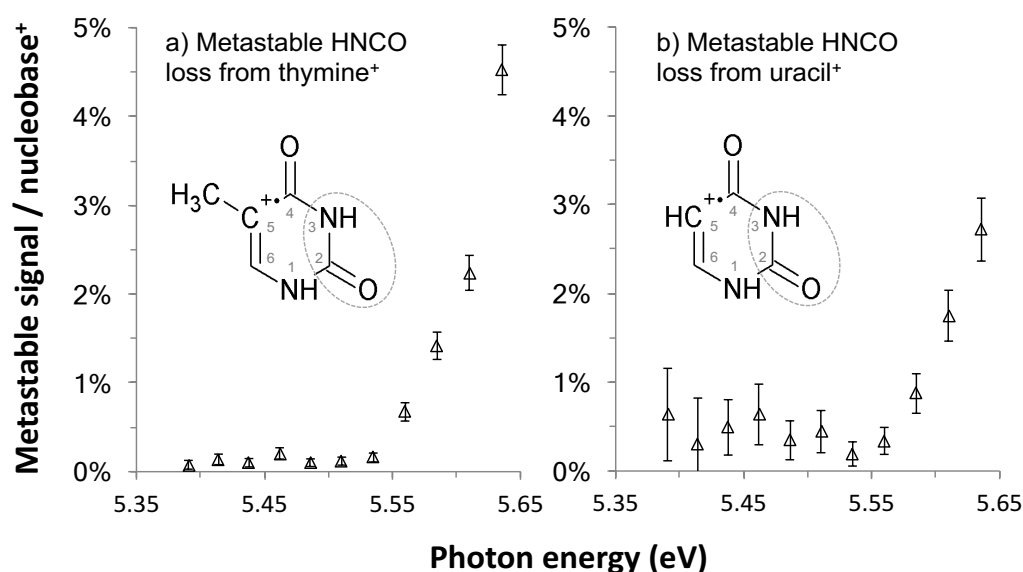 Metastable signal / nucleobase⁺
5%
4%
3%
2%
1%
0%
a) Metastable HNCO
loss from thymine⁺
O
H₃C
+•
C
4
5
3
NH
6
1
2
NH
O
5.35
5.45
5.55
5.65
5%
4%
3%
2%
1%
0%
b) Metastable HNCO
loss from uracil⁺
O
+•
HC
4
5
3
NH
6
1
2
NH
O
5.35
5.45
5.55
5.65
Photon energy (eV)